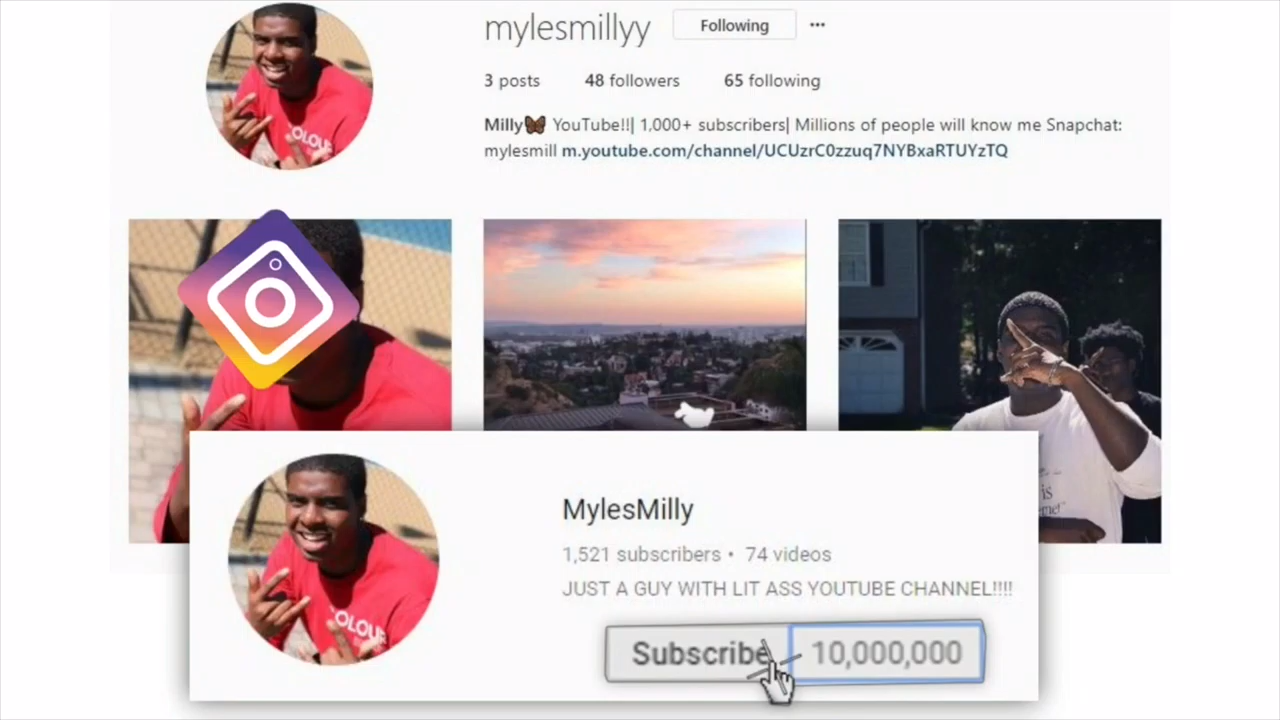 mylesmillyy Following
3 posts 48 followers 65 following
Milly YouTube!!| 1,000+ subscribers| Millions of people will know me Snapchat:
mylesmill m.youtube.com/channel/UCUzrC0zzuq7NYBxaRTUYzTQ
MylesMilly
1,521 subscribers • 74 videos
JUST A GUY WITH LIT ASS YOUTUBE CHANNEL!!!!
Subscribe 10,000,000